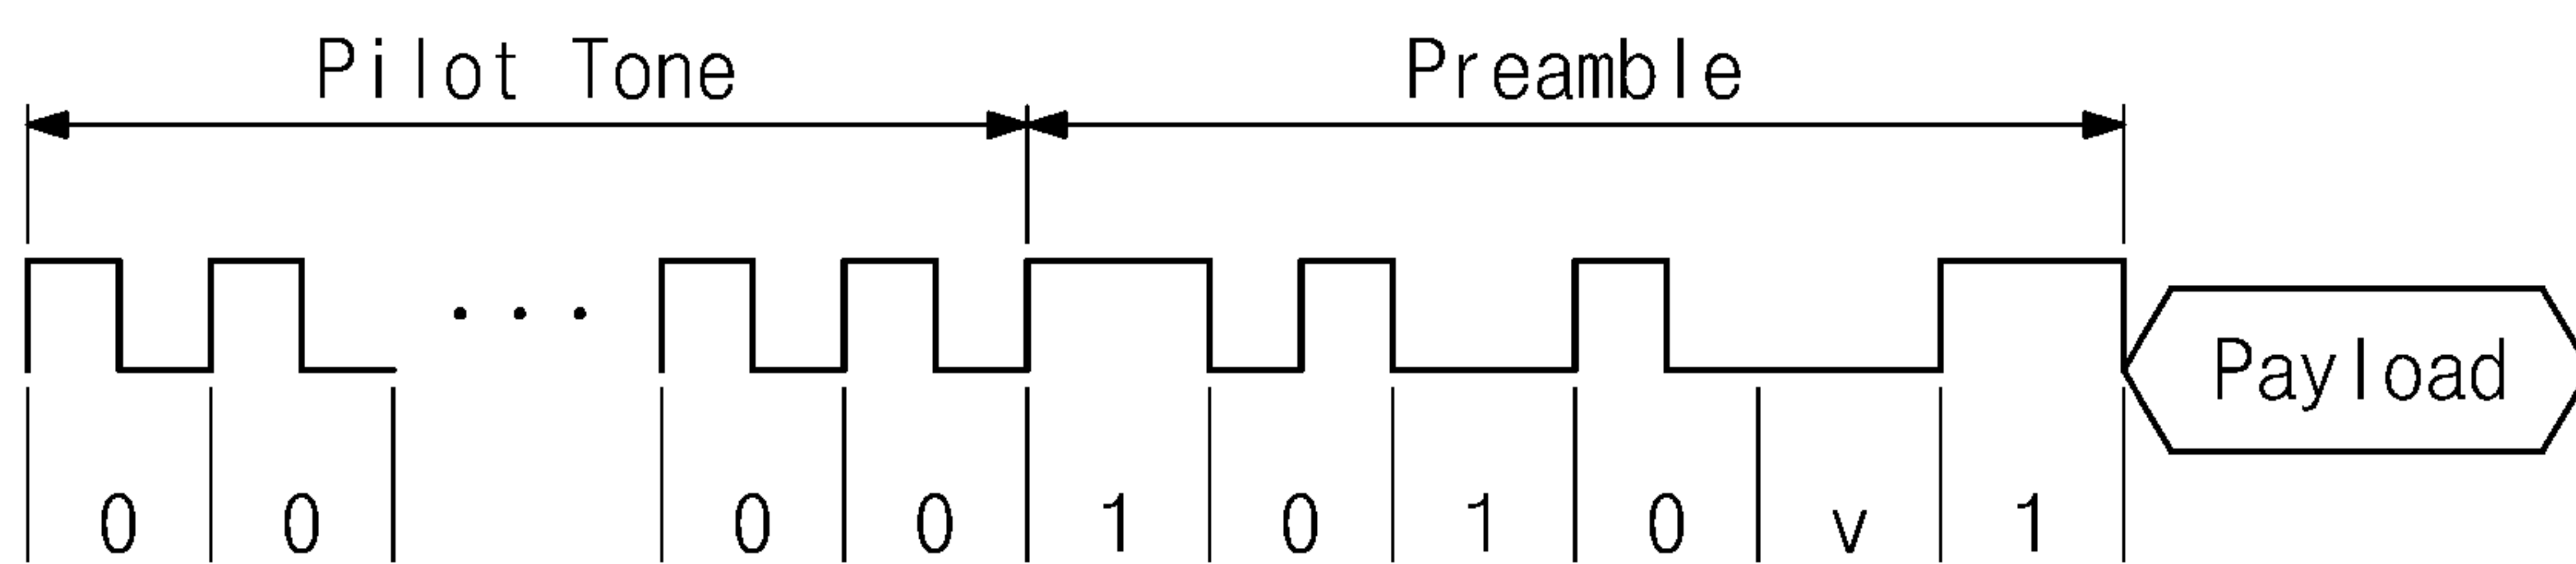 Pilot Tone Preamble
Payload
0 0 . . . 0 0 1 0 1 0 v 1